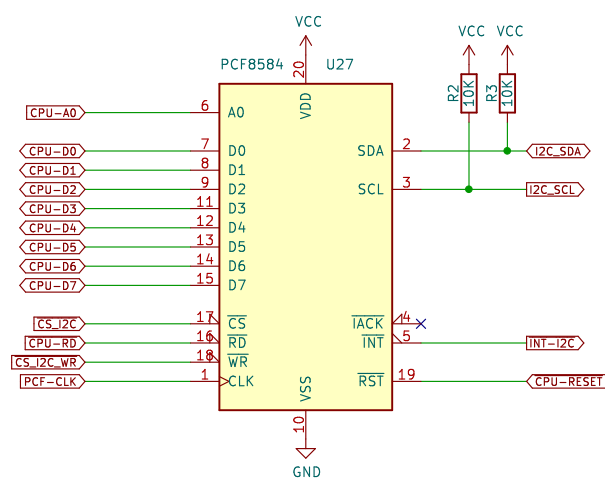 VCC
VCC VCC
PCF8584 U27
20
VDD
R2 10K
R3 10K
CPU-A0 6 A0
CPU-D0 7 D0 SDA 2 I2C_SDA
CPU-D1 8 D1
CPU-D2 9 D2 SCL 3 I2C_SCL
CPU-D3 11 D3
CPU-D4 12 D4
CPU-D5 13 D5
CPU-D6 14 D6
CPU-D7 15 D7
CS_I2C 17 CS IACK 4
CPU-RD 16 RD INT 5 INT-I2C
CS_I2C_WR 18 WR
PCF-CLK 1 CLK RST 19 CPU-RESET
VSS
10
GND